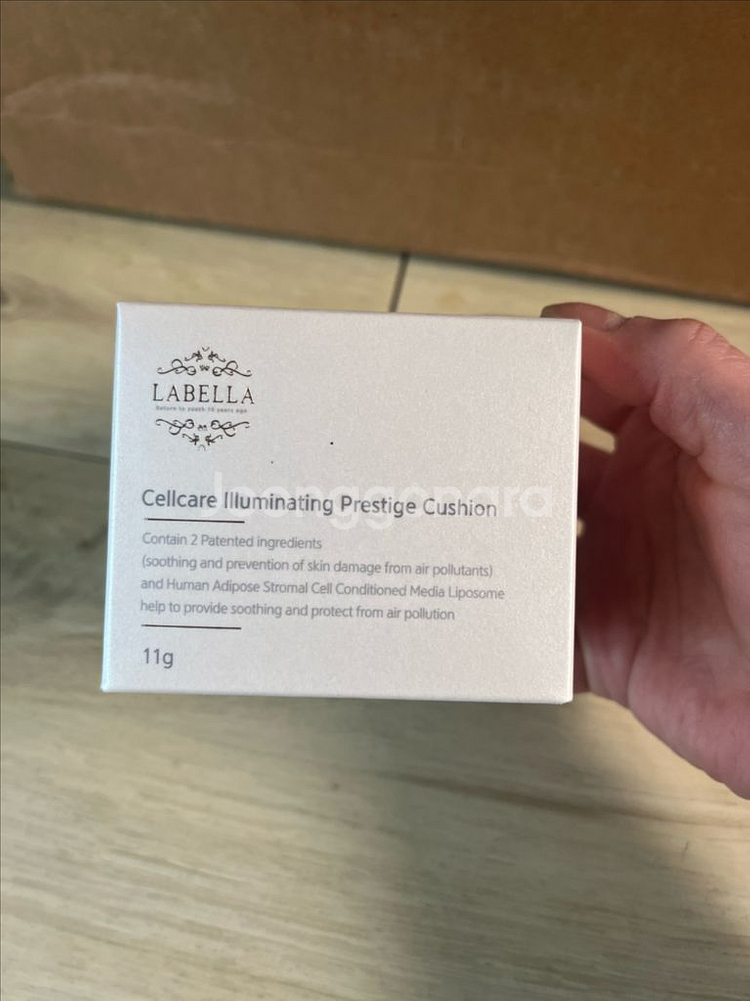 LABELLA
Return to youth 10 years ago
Cellcare Illuminating Prestige Cushion
Joonggonara
Contain 2 Patented ingredients
(soothing and prevention of skin damage from air pollutants)
and Human Adipose Stromal Cell Conditioned Media Liposome
help to provide soothing and protect from air pollution
11g